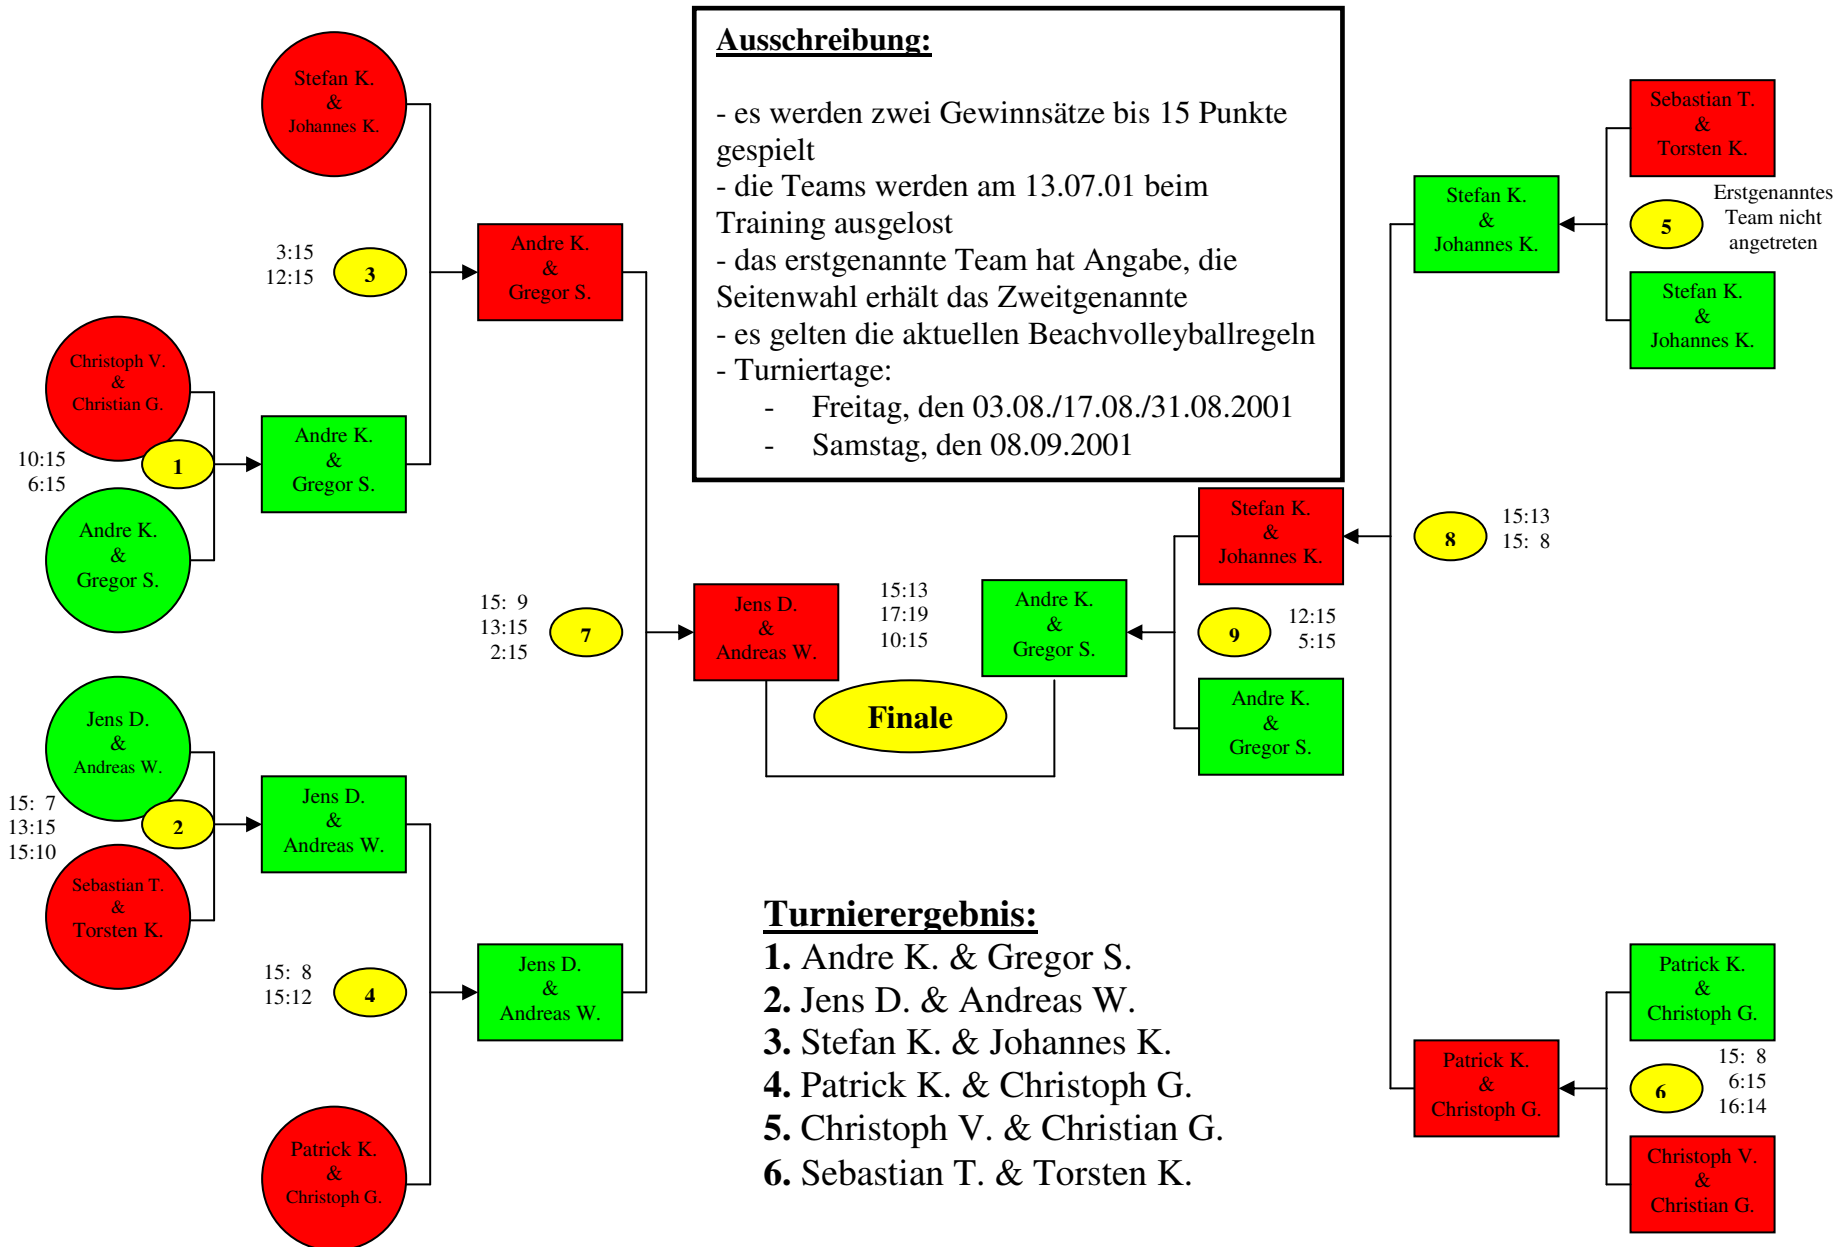 Ausschreibung:
- es werden zwei Gewinnsätze bis 15 Punkte
gespielt
- die Teams werden am 13.07.01 beim
Training ausgelost
- das erstgenannte Team hat Angabe, die
Seitenwahl erhält das Zweitgenannte
- es gelten die aktuellen Beachvolleyballregeln
- Turniertage:
- Freitag, den 03.08./17.08./31.08.2001
- Samstag, den 08.09.2001
Stefan K.
&
Johannes K.
3:15
12:15
3
Andre K.
&
Gregor S.
Christoph V.
&
Christian G.
10:15
6:15
1
Andre K.
&
Gregor S.
Andre K.
&
Gregor S.
Jens D.
&
Andreas W.
15: 7
13:15
15:10
2
Jens D.
&
Andreas W.
Sebastian T.
&
Torsten K.
15: 8
15:12
4
Jens D.
&
Andreas W.
Patrick K.
&
Christoph G.
15: 9
13:15
2:15
7
Jens D.
&
Andreas W.
15:13
17:19
10:15
Finale
Andre K.
&
Gregor S.
Stefan K.
&
Johannes K.
9
12:15
5:15
Andre K.
&
Gregor S.
8
15:13
15: 8
Stefan K.
&
Johannes K.
Sebastian T.
&
Torsten K.
5
Erstgenanntes
Team nicht
angetreten
Stefan K.
&
Johannes K.
Patrick K.
&
Christoph G.
Patrick K.
&
Christoph G.
6
15: 8
6:15
16:14
Christoph V.
&
Christian G.
Turnierergebnis:
1. Andre K. & Gregor S.
2. Jens D. & Andreas W.
3. Stefan K. & Johannes K.
4. Patrick K. & Christoph G.
5. Christoph V. & Christian G.
6. Sebastian T. & Torsten K.